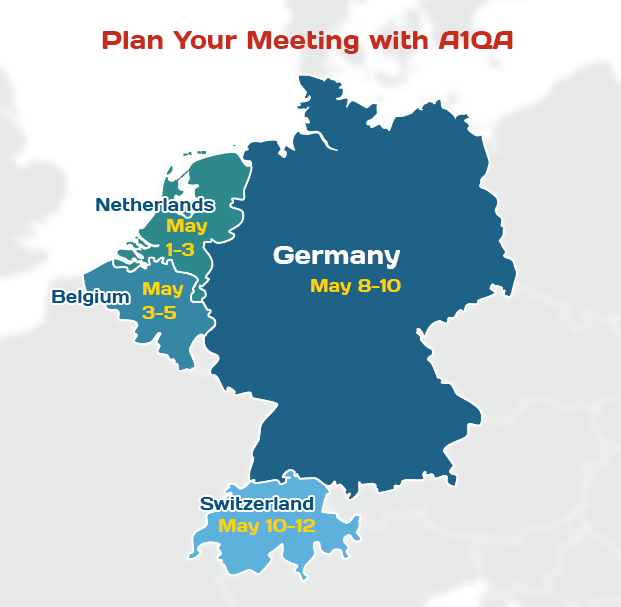 Plan Your Meeting with A1QA
Netherlands
May
1-3
Germany
May 8-10
Belgium
May
3-5
Switzerland
May 10-12